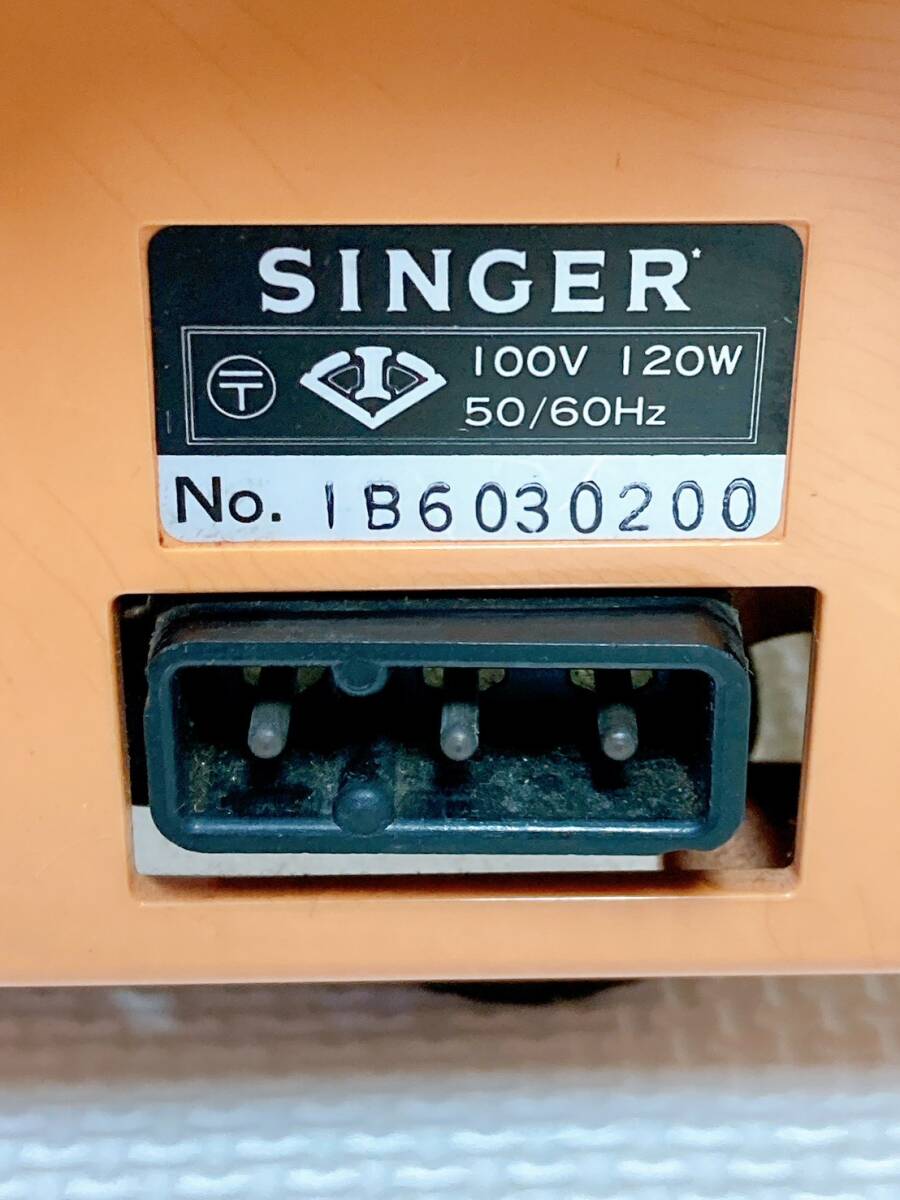 SINGER
〒 100V 120W
50/60Hz
No. 1B6030200